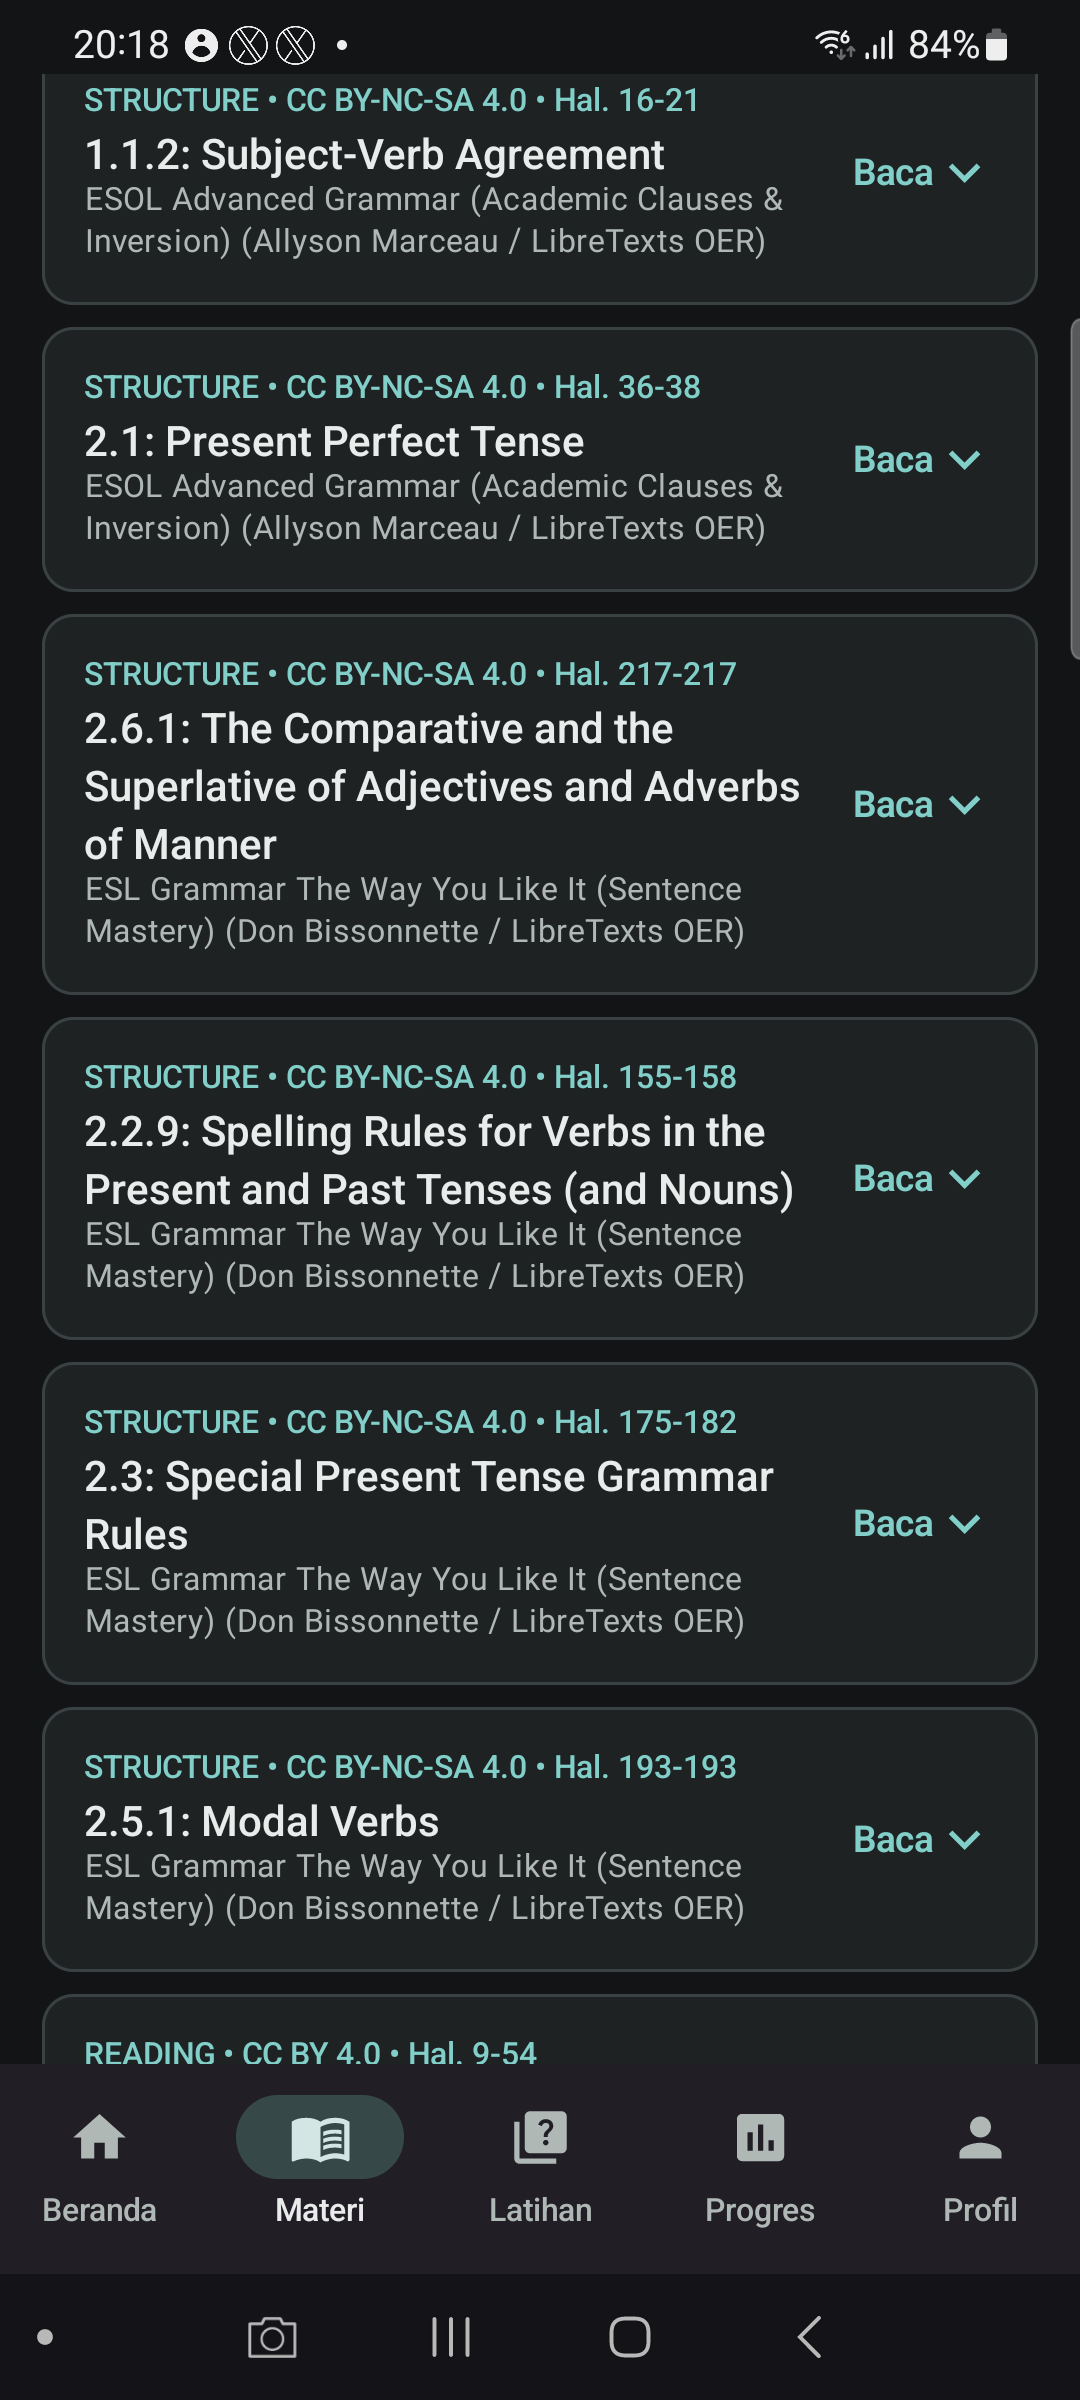 20:18
84%
STRUCTURE • CC BY-NC-SA 4.0 • Hal. 16-21
1.1.2: Subject-Verb Agreement
ESOL Advanced Grammar (Academic Clauses &
Inversion) (Allyson Marceau / LibreTexts OER)
Baca
STRUCTURE • CC BY-NC-SA 4.0 • Hal. 36-38
2.1: Present Perfect Tense
ESOL Advanced Grammar (Academic Clauses &
Inversion) (Allyson Marceau / LibreTexts OER)
Baca
STRUCTURE • CC BY-NC-SA 4.0 • Hal. 217-217
2.6.1: The Comparative and the
Superlative of Adjectives and Adverbs
of Manner
ESL Grammar The Way You Like It (Sentence
Mastery) (Don Bissonnette / LibreTexts OER)
Baca
STRUCTURE • CC BY-NC-SA 4.0 • Hal. 155-158
2.2.9: Spelling Rules for Verbs in the
Present and Past Tenses (and Nouns)
ESL Grammar The Way You Like It (Sentence
Mastery) (Don Bissonnette / LibreTexts OER)
Baca
STRUCTURE • CC BY-NC-SA 4.0 • Hal. 175-182
2.3: Special Present Tense Grammar
Rules
ESL Grammar The Way You Like It (Sentence
Mastery) (Don Bissonnette / LibreTexts OER)
Baca
STRUCTURE • CC BY-NC-SA 4.0 • Hal. 193-193
2.5.1: Modal Verbs
ESL Grammar The Way You Like It (Sentence
Mastery) (Don Bissonnette / LibreTexts OER)
Baca
READING • CC BY 4.0 • Hal. 9-54
Beranda
Materi
Latihan
Progres
Profil